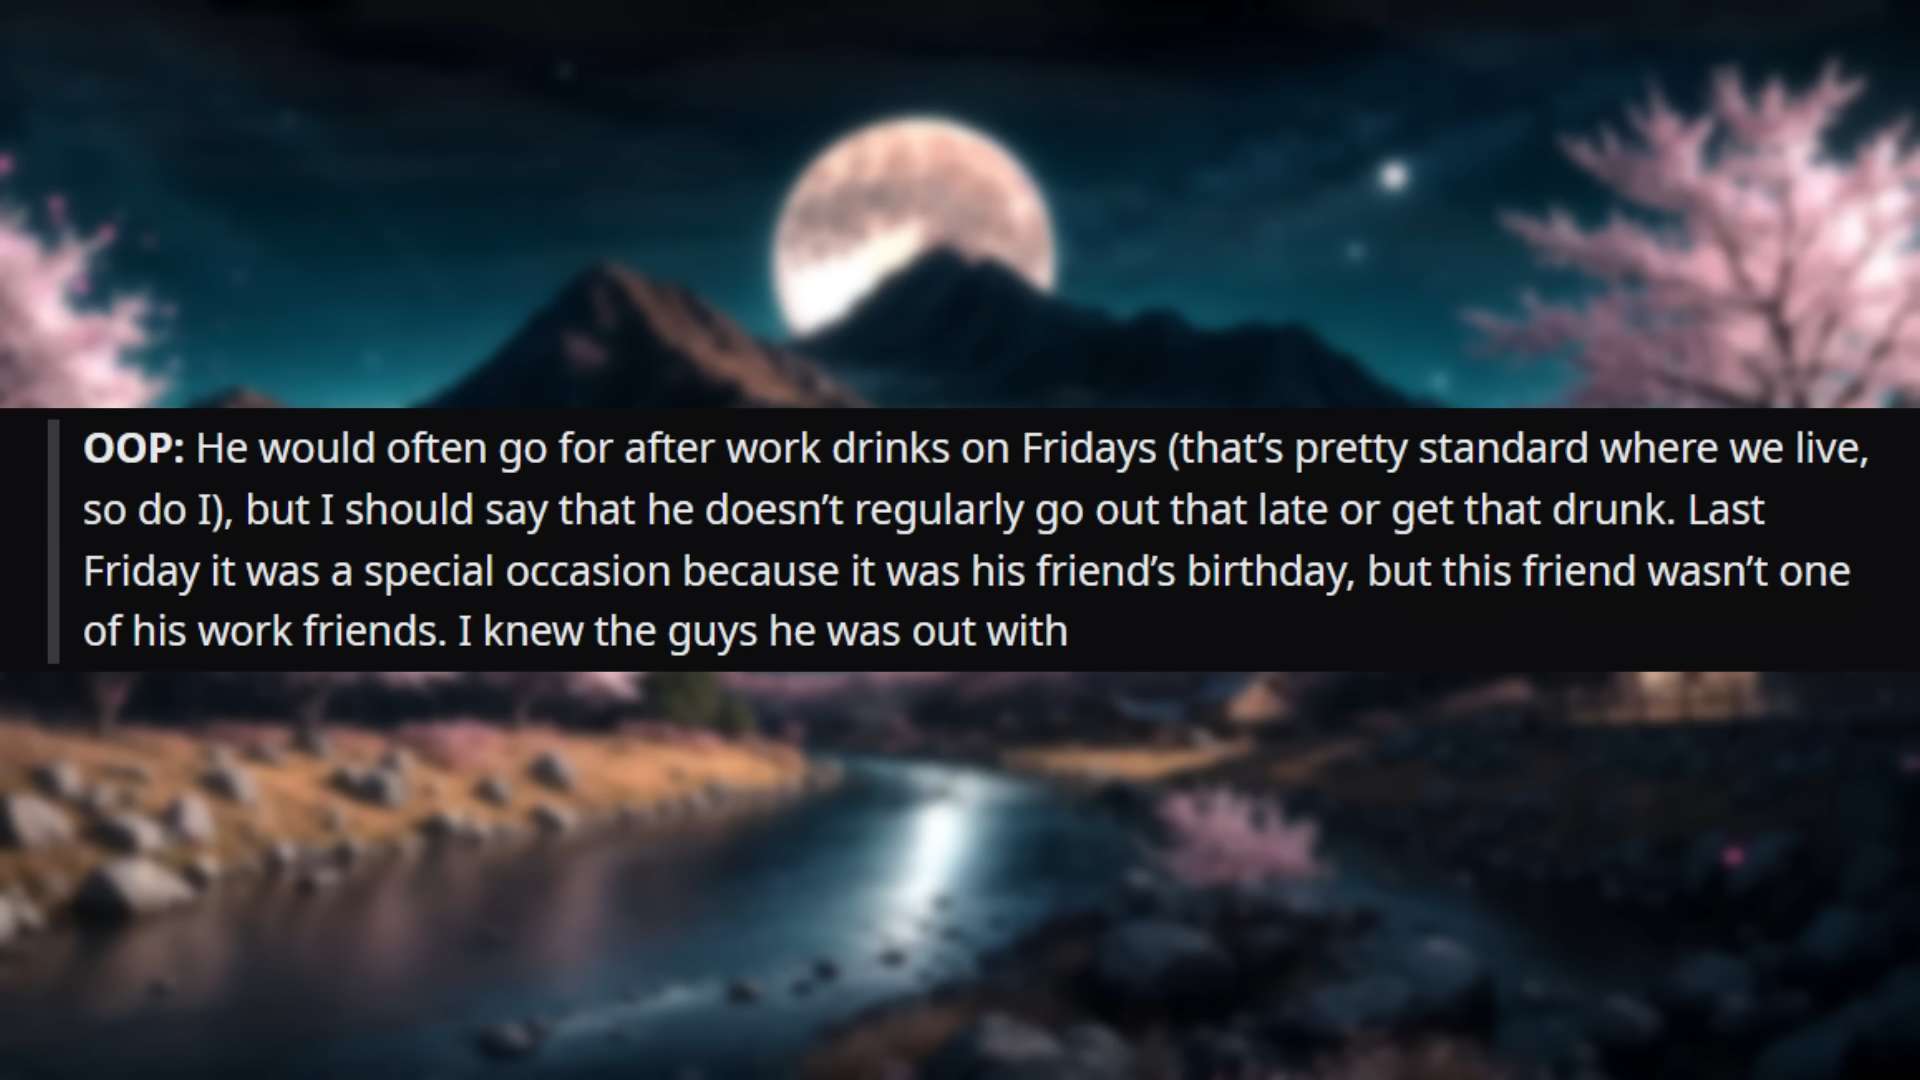 OOP: He would often go for after work drinks on Fridays (that’s pretty standard where we live,
so do I), but I should say that he doesn’t regularly go out that late or get that drunk. Last
Friday it was a special occasion because it was his friend’s birthday, but this friend wasn’t one
of his work friends. I knew the guys he was out with